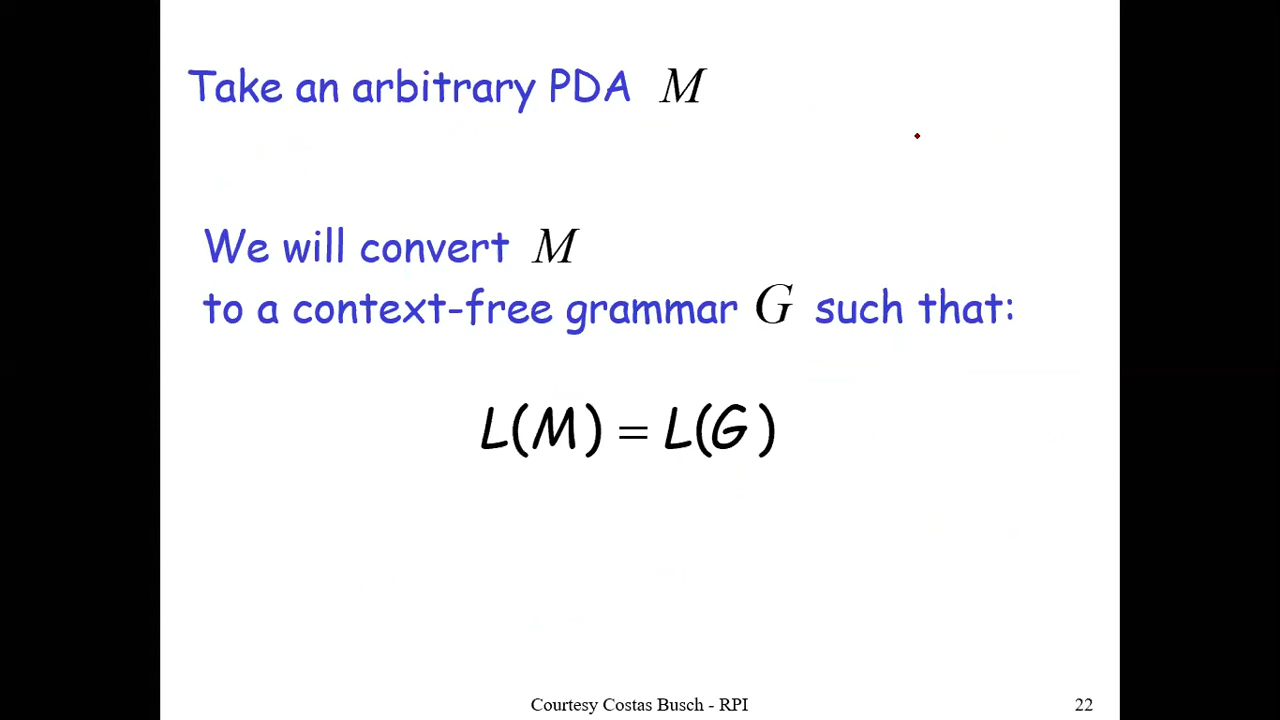 Take an arbitrary PDA M
We will convert M
to a context-free grammar G such that:
L(M) = L(G)
Courtesy Costas Busch - RPI
22